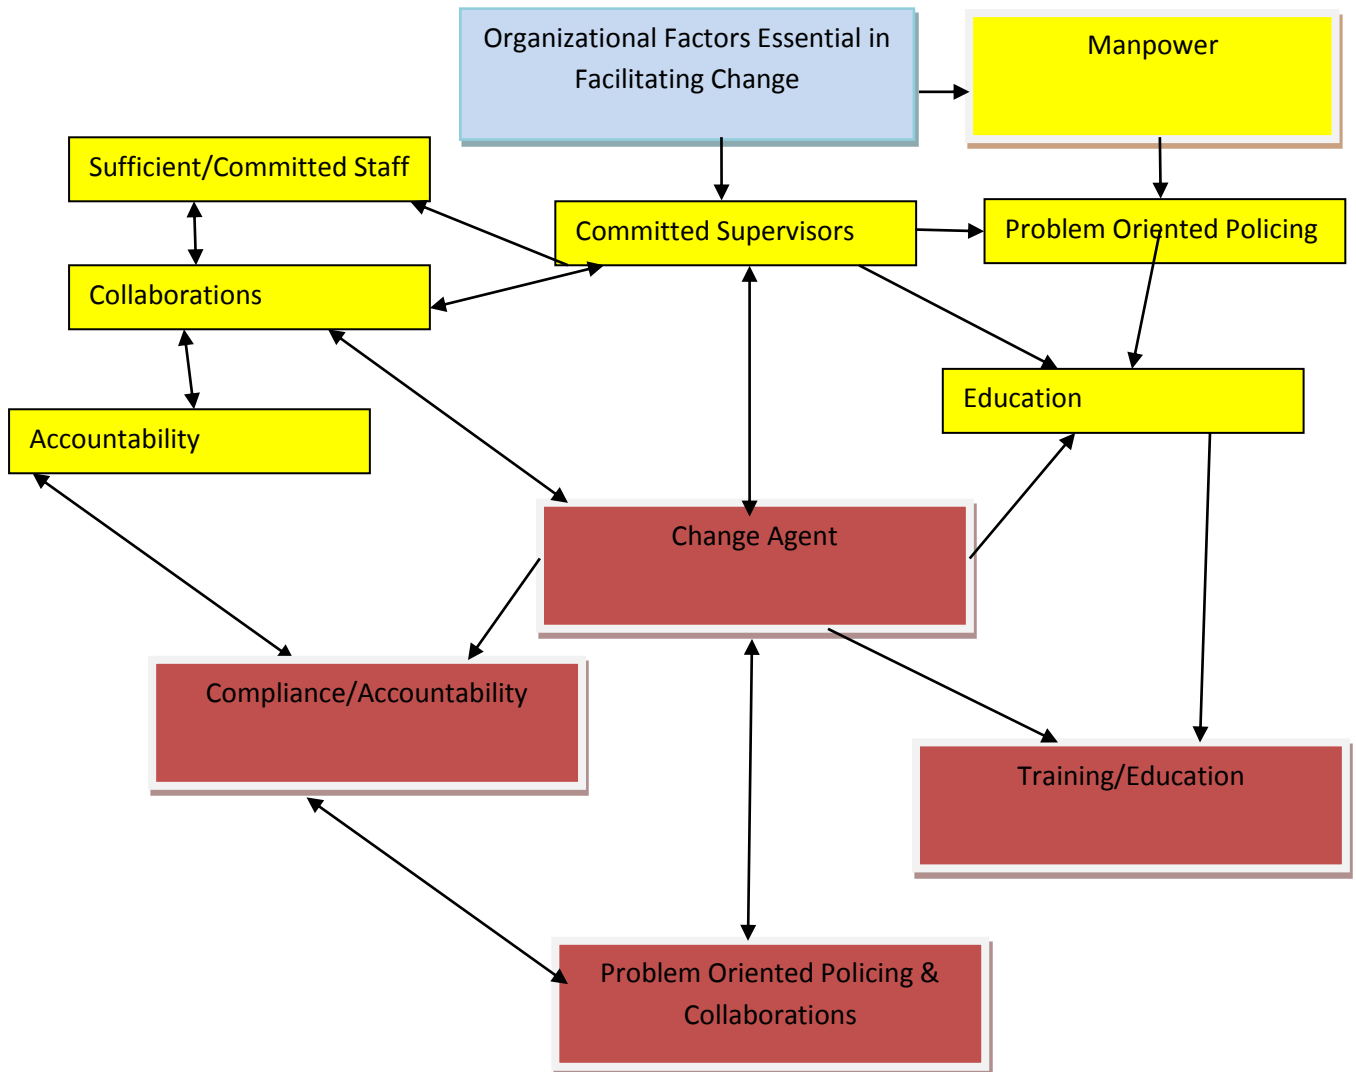 Organizational Factors Essential in
Facilitating Change
Manpower
Sufficient/Committed Staff
Committed Supervisors
Problem Oriented Policing
Collaborations
Education
Accountability
Change Agent
Compliance/Accountability
Training/Education
Problem Oriented Policing &
Collaborations